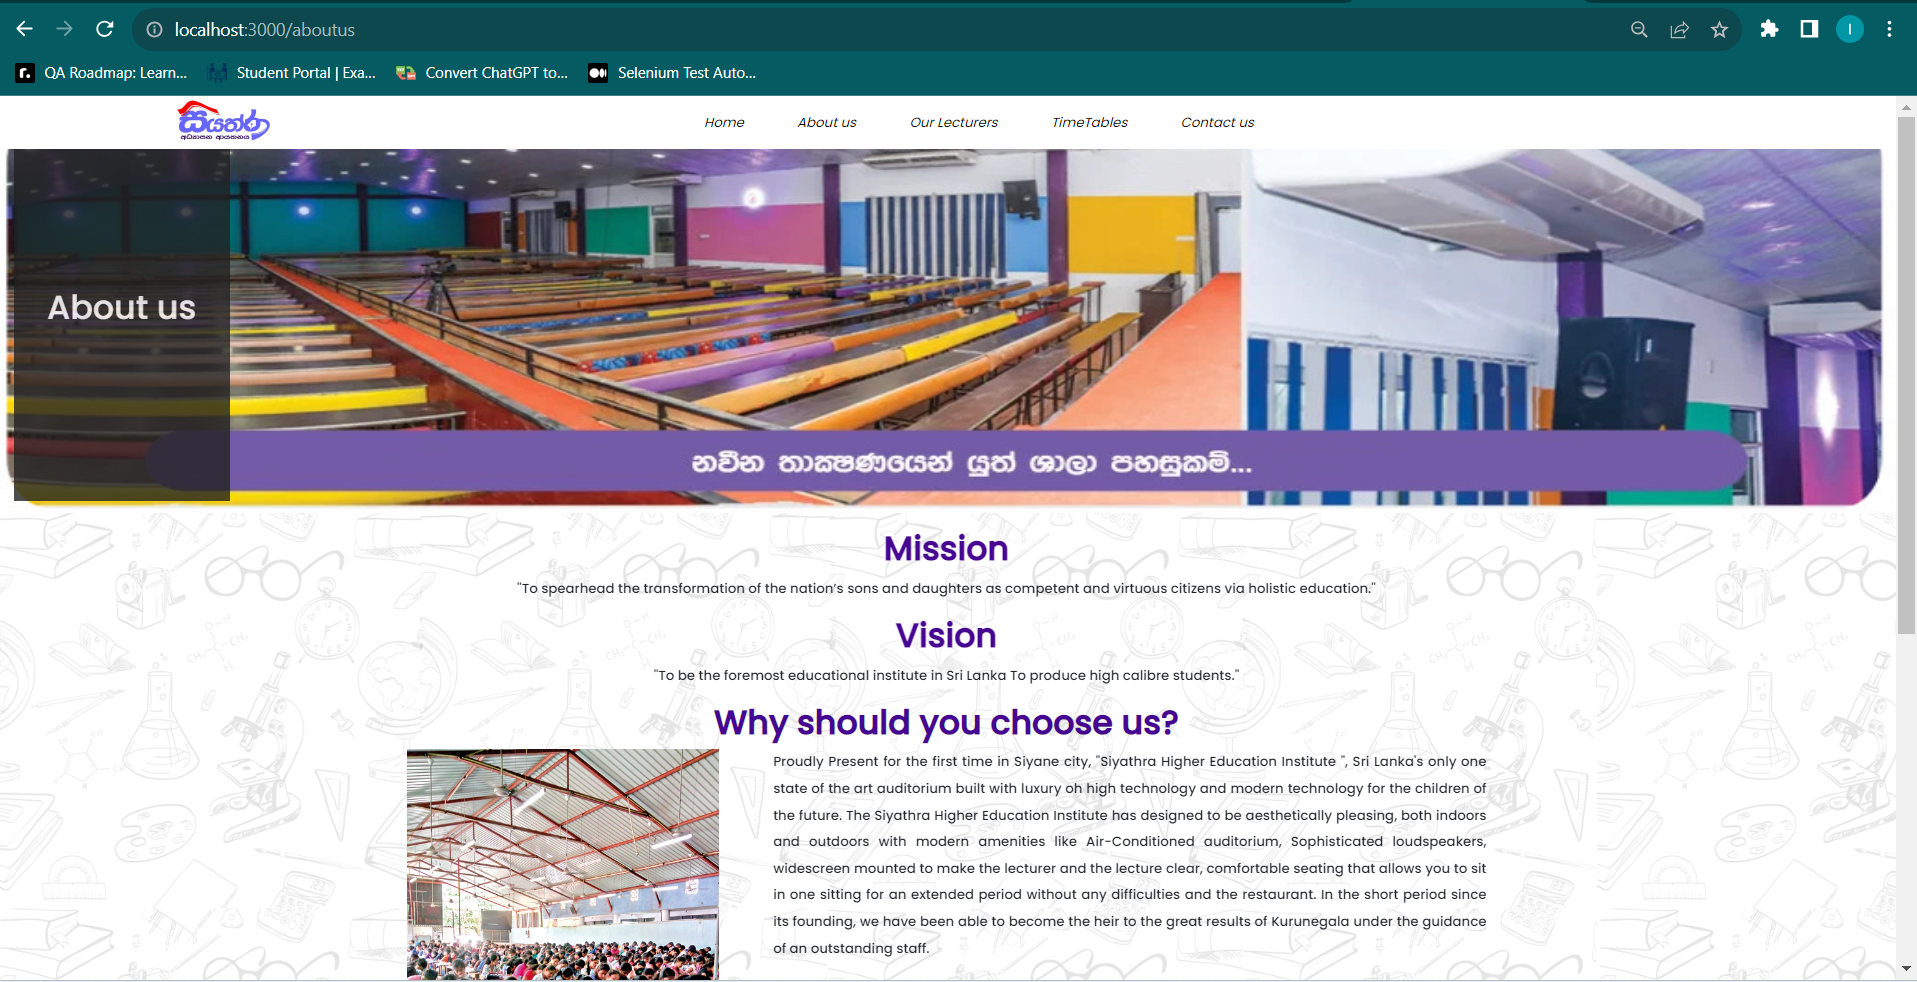 localhost:3000/aboutus
QA Roadmap: Learn...
Student Portal | Exa...
Convert ChatGPT to...
Selenium Test Auto...
I
සියත්රු
අධ්‍යාපන ආයතනය
Home
About us
Our Lecturers
TimeTables
Contact us
About us
නවීන තාක්ෂණයෙන් යුත් ශාලා පහසුකම්...
Mission
"To spearhead the transformation of the nation’s sons and daughters as competent and virtuous citizens via holistic education."
Vision
"To be the foremost educational institute in Sri Lanka To produce high calibre students."
Why should you choose us?
Proudly Present for the first time in Siyane city, "Siyathra Higher Education Institute ", Sri Lanka's only one
state of the art auditorium built with luxury oh high technology and modern technology for the children of
the future. The Siyathra Higher Education Institute has designed to be aesthetically pleasing, both indoors
and outdoors with modern amenities like Air-Conditioned auditorium, Sophisticated loudspeakers,
widescreen mounted to make the lecturer and the lecture clear, comfortable seating that allows you to sit
in one sitting for an extended period without any difficulties and the restaurant. In the short period since
its founding, we have been able to become the heir to the great results of Kurunegala under the guidance
of an outstanding staff.